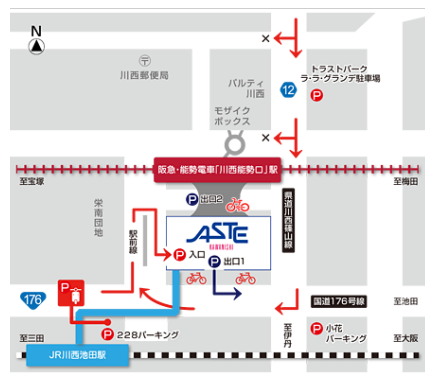 N
〒
川西郵便局
パルティ
川西
12
トラストパーク
ラ・ラ・グランデ駐車場
P
モザイク
ボックス
阪急・能勢電車「川西能勢口」駅
至宝塚
至梅田
栄南団地
駅前線
P 出口2
県道川西篠山線
ASTE
KAWANISHI
P 入口
P 出口1
P
176
国道176号線
至池田
至三田
P 228パーキング
至伊丹
P 小花
パーキング
至大阪
JR川西池田駅